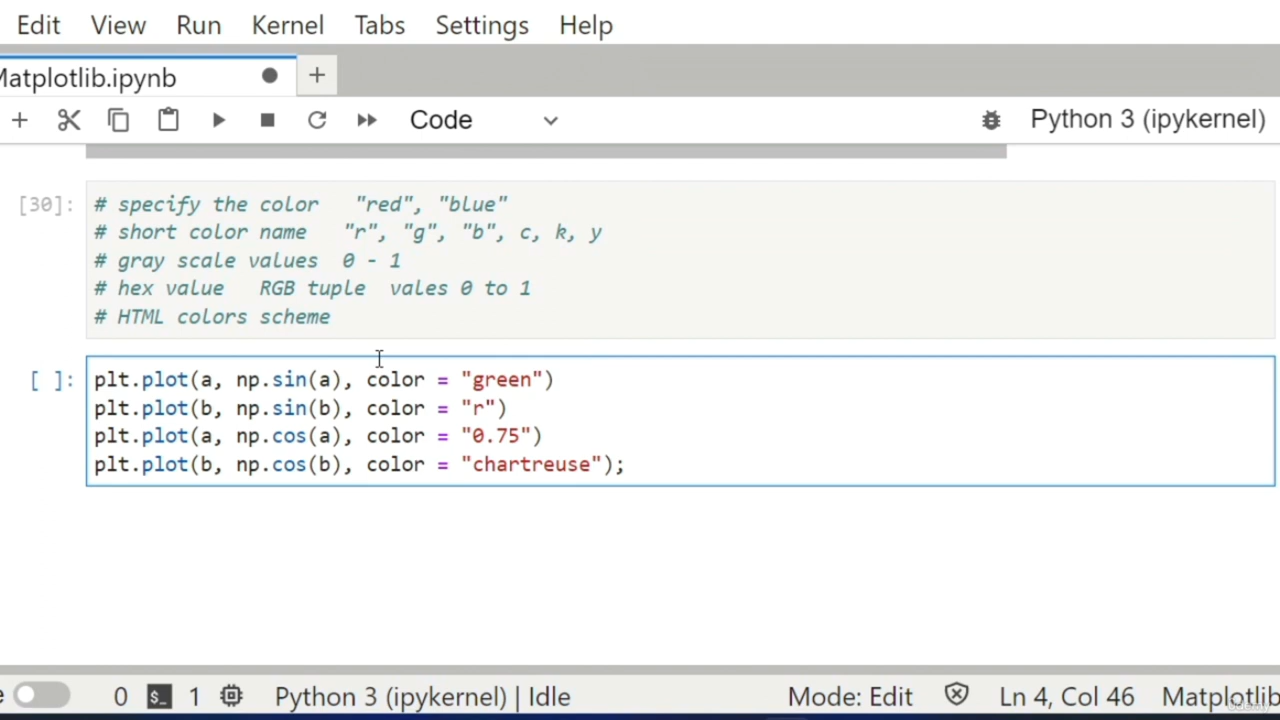 Edit View Run Kernel Tabs Settings Help
Matplotlib.ipynb
Code Python 3 (ipykernel)
[30]:
# specify the color "red", "blue"
# short color name "r", "g", "b", c, k, y
# gray scale values 0 - 1
# hex value RGB tuple vales 0 to 1
# HTML colors scheme
[ ]:
plt.plot(a, np.sin(a), color = "green")
plt.plot(b, np.sin(b), color = "r")
plt.plot(a, np.cos(a), color = "0.75")
plt.plot(b, np.cos(b), color = "chartreuse");
e 0 $_ 1 Python 3 (ipykernel) | Idle Mode: Edit Ln 4, Col 46 Matplotlib
Udemy